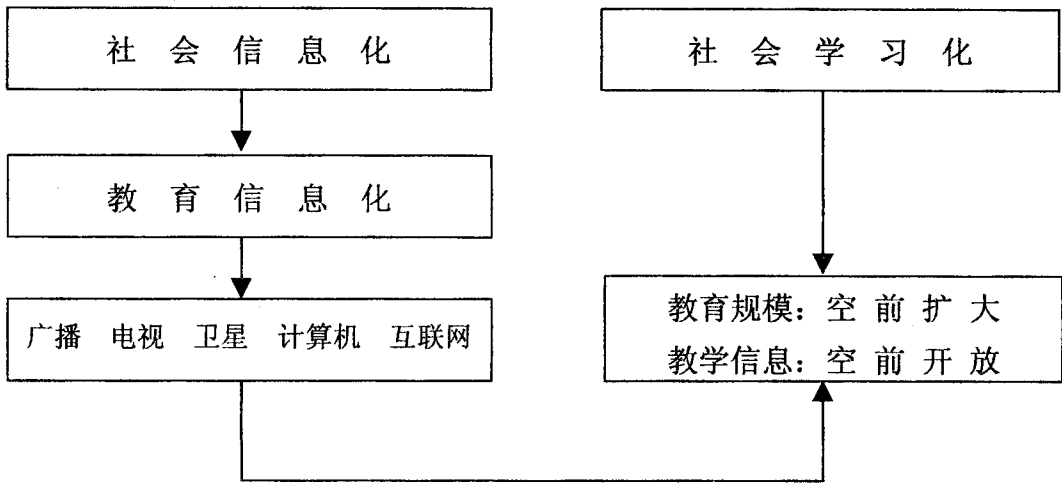 社会信息化
社会学习化
教育信息化
广播 电视 卫星 计算机 互联网
教育规模：空前扩大
教学信息：空前开放